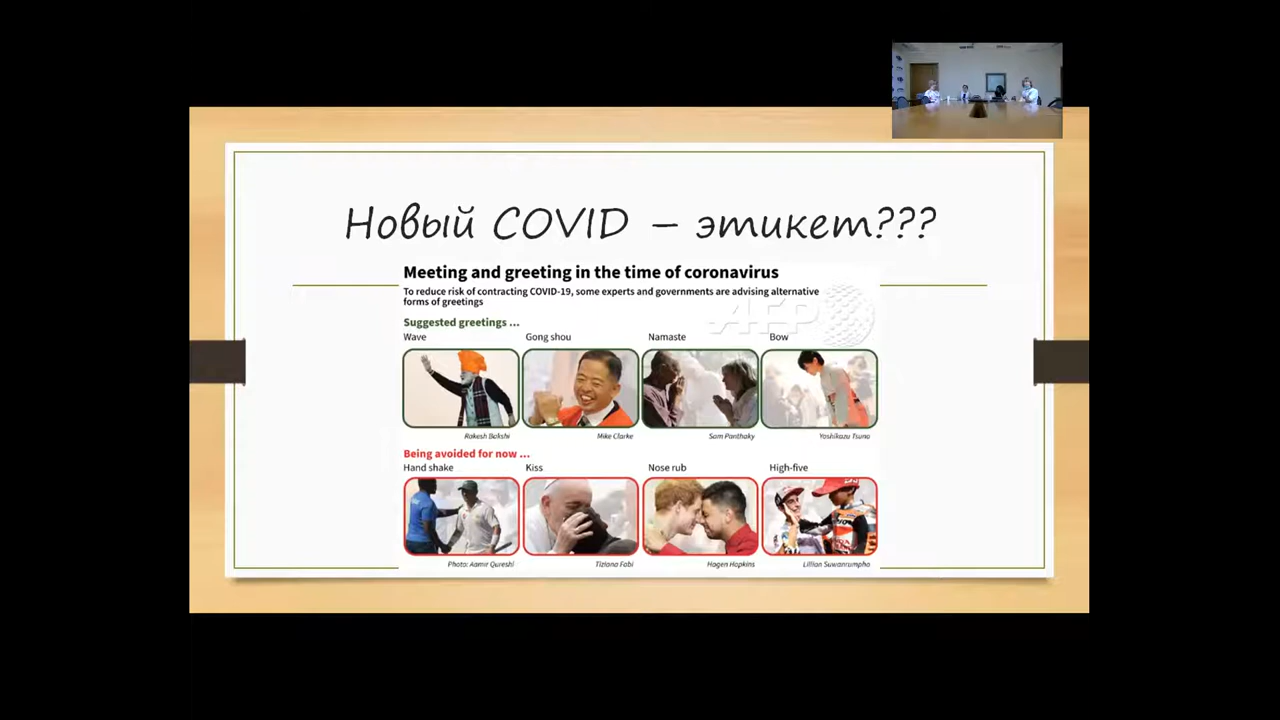 Новый COVID – этикет???
Meeting and greeting in the time of coronavirus
To reduce risk of contracting COVID-19, some experts and governments are advising alternative
forms of greetings
AFP
Suggested greetings ...
Wave Gong shou Namaste Bow
Rakesh Bakshi Mike Clarke Sam Panthaky Yoshikazu Tsuno
Being avoided for now ...
Hand shake Kiss Nose rub High-five
Photo: Aamir Qureshi Tiziana Fabi Hagen Hopkins Lillian Suwanrumpha